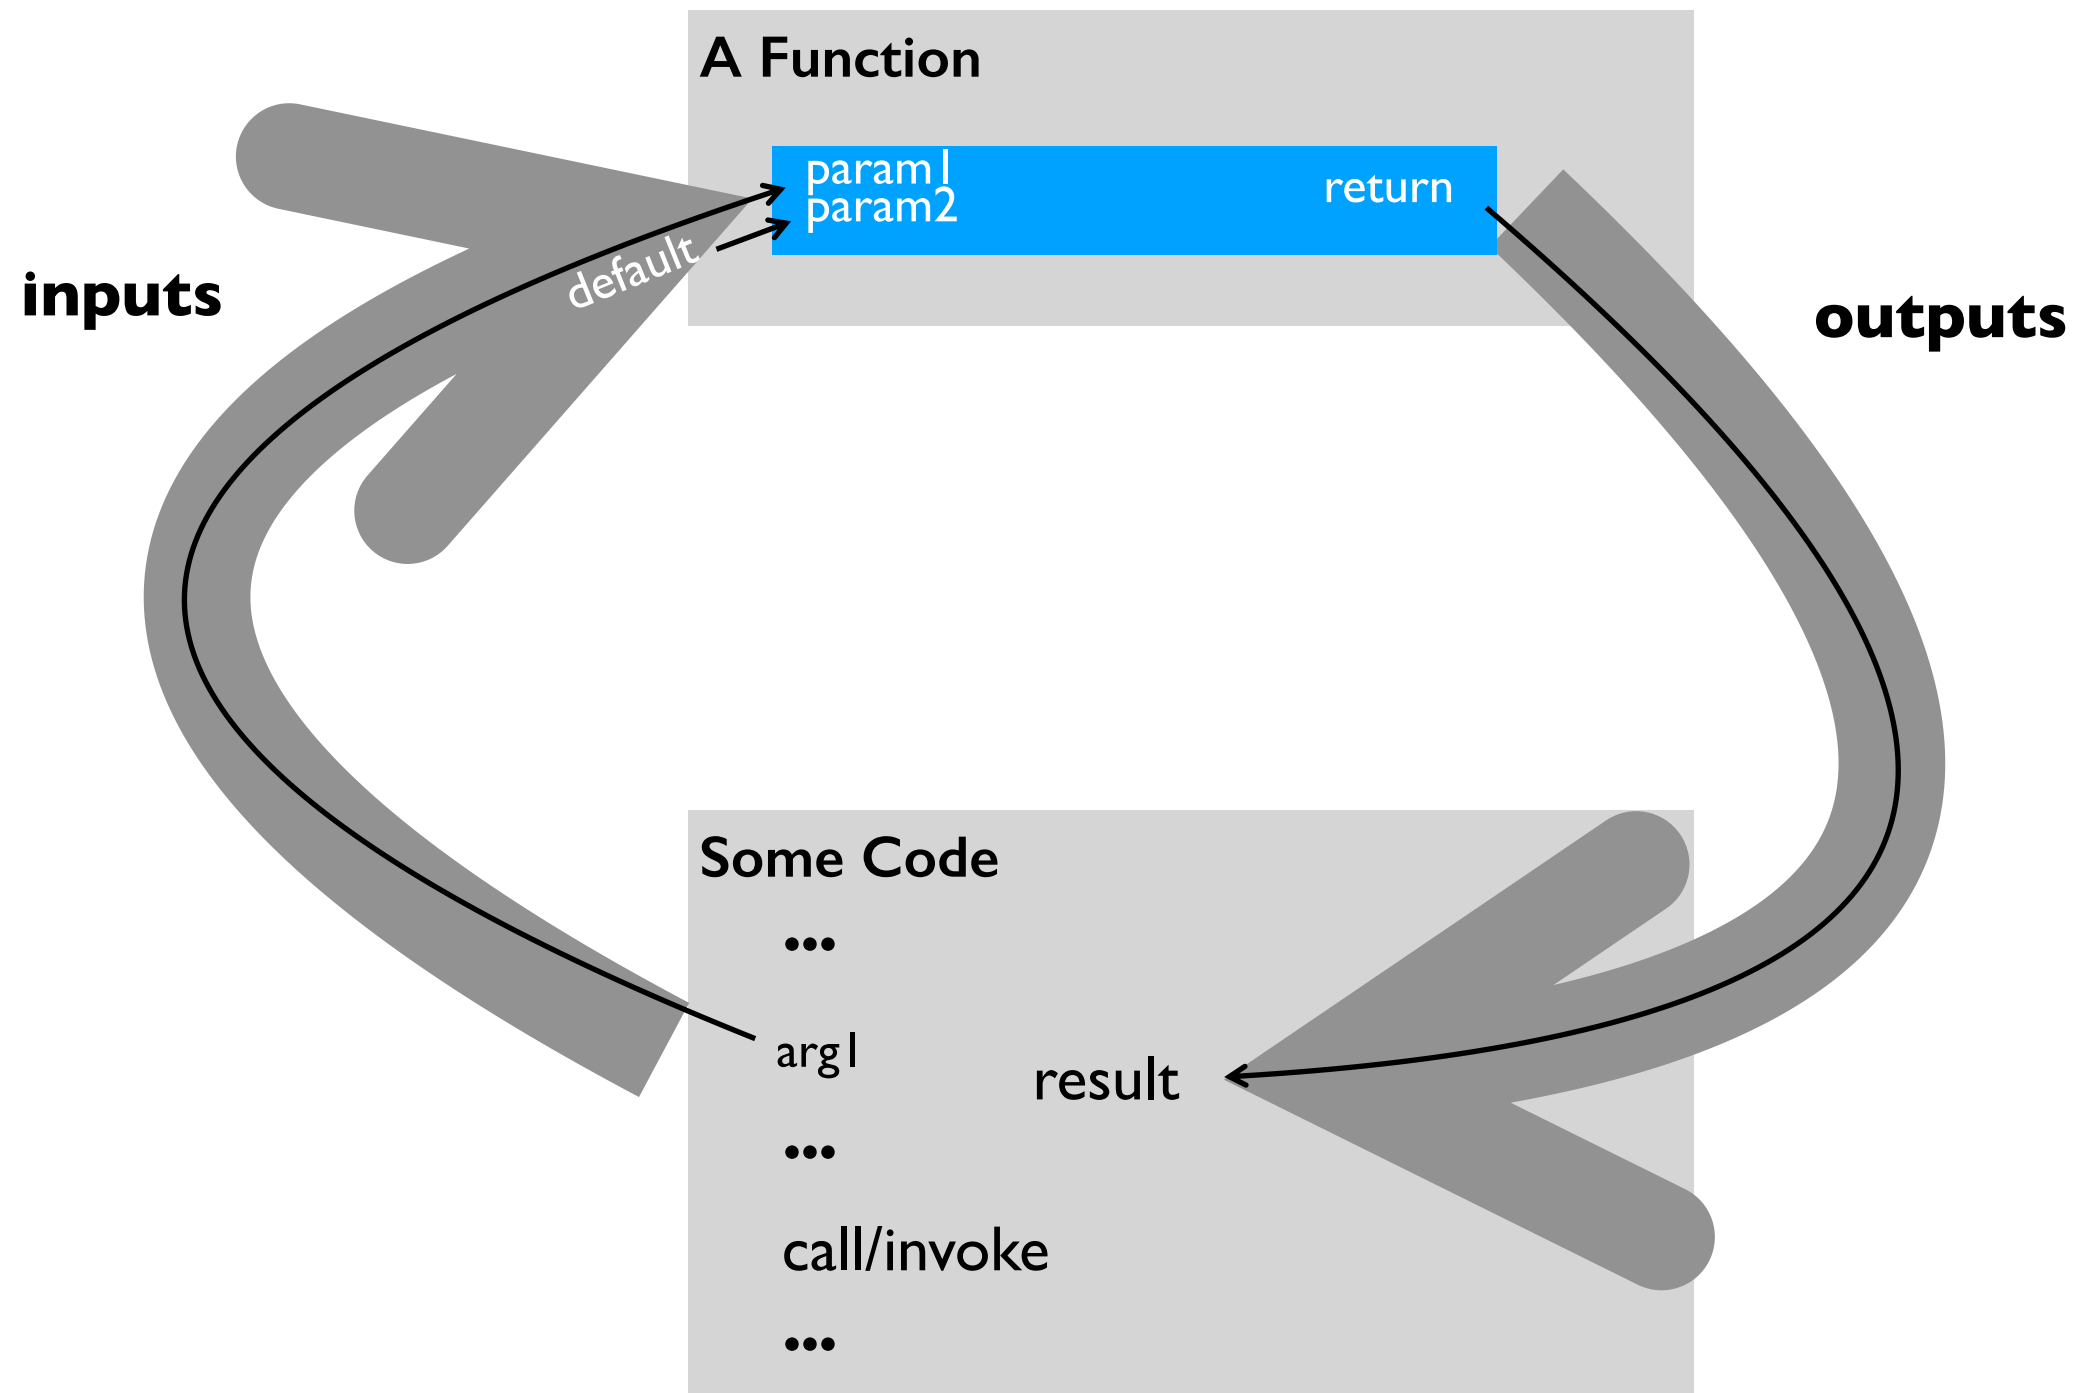 A Function
param1
param2
return
default
inputs
outputs
Some Code
•••
arg1
result
•••
call/invoke
•••